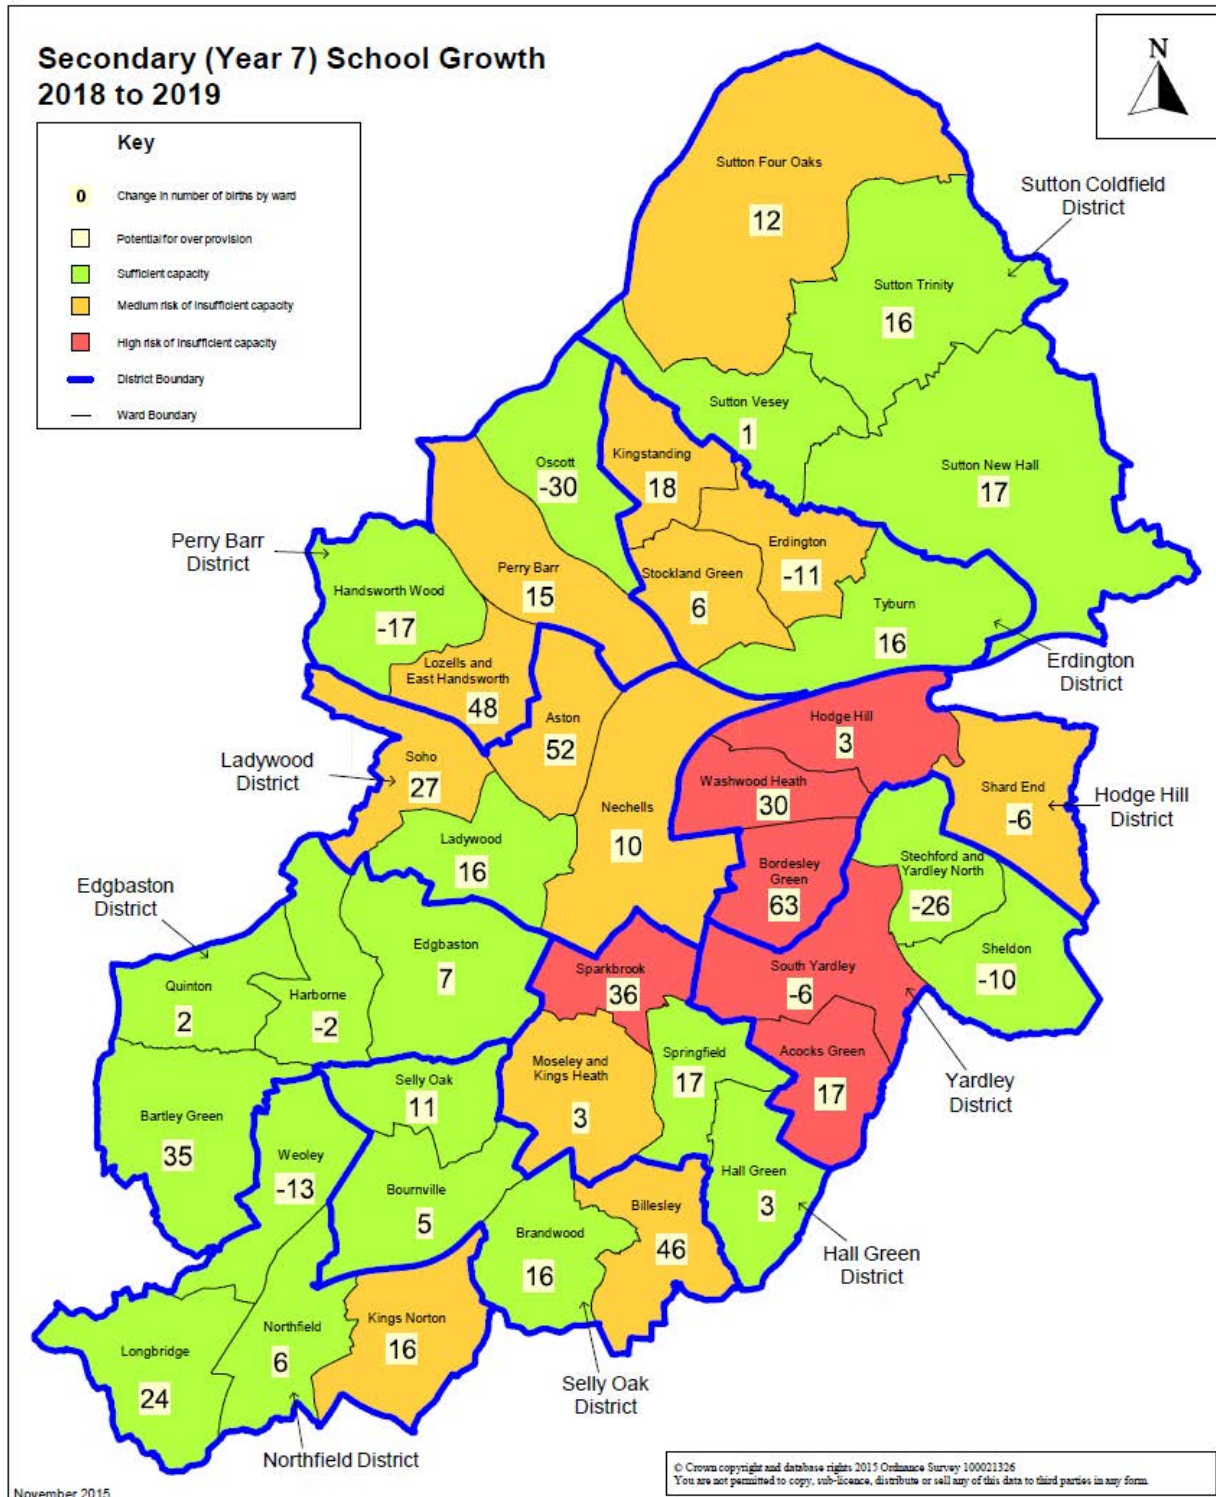 Secondary (Year 7) School Growth
2018 to 2019
N
Key
0 Change in number of births by ward
Potential for over provision
Sufficient capacity
Medium risk of insufficient capacity
High risk of insufficient capacity
District Boundary
Ward Boundary
Sutton Four Oaks
12
Sutton Coldfield
District
Sutton Trinity
16
Sutton Vesey
1
Sutton New Hall
17
Oscott
-30
Kingstanding
18
Erdington
-11
Stockland Green
6
Perry Barr
District
Perry Barr
15
Handsworth Wood
-17
Tyburn
16
Erdington
District
Lozells and
East Handsworth
48
Aston
52
Hodge Hill
3
Ladywood
District
Soho
27
Washwood Heath
30
Shard End
-6
Hodge Hill
District
Nechells
10
Ladywood
16
Bordesley
Green
63
Stechford and
Yardley North
-26
Edgbaston
District
Edgbaston
7
Sheldon
-10
Quinton
2
Harborne
-2
Sparkbrook
36
South Yardley
-6
Moseley and
Kings Heath
3
Springfield
17
Acocks Green
17
Yardley
District
Selly Oak
11
Bartley Green
35
Weoley
-13
Bournville
5
Hall Green
3
Billesley
46
Brandwood
16
Hall Green
District
Kings Norton
16
Northfield
6
Longbridge
24
Selly Oak
District
Northfield District
© Crown copyright and database rights 2015 Ordnance Survey 100021326
You are not permitted to copy, sub-licence, distribute or sell any of this data to third parties in any form.
November 2015